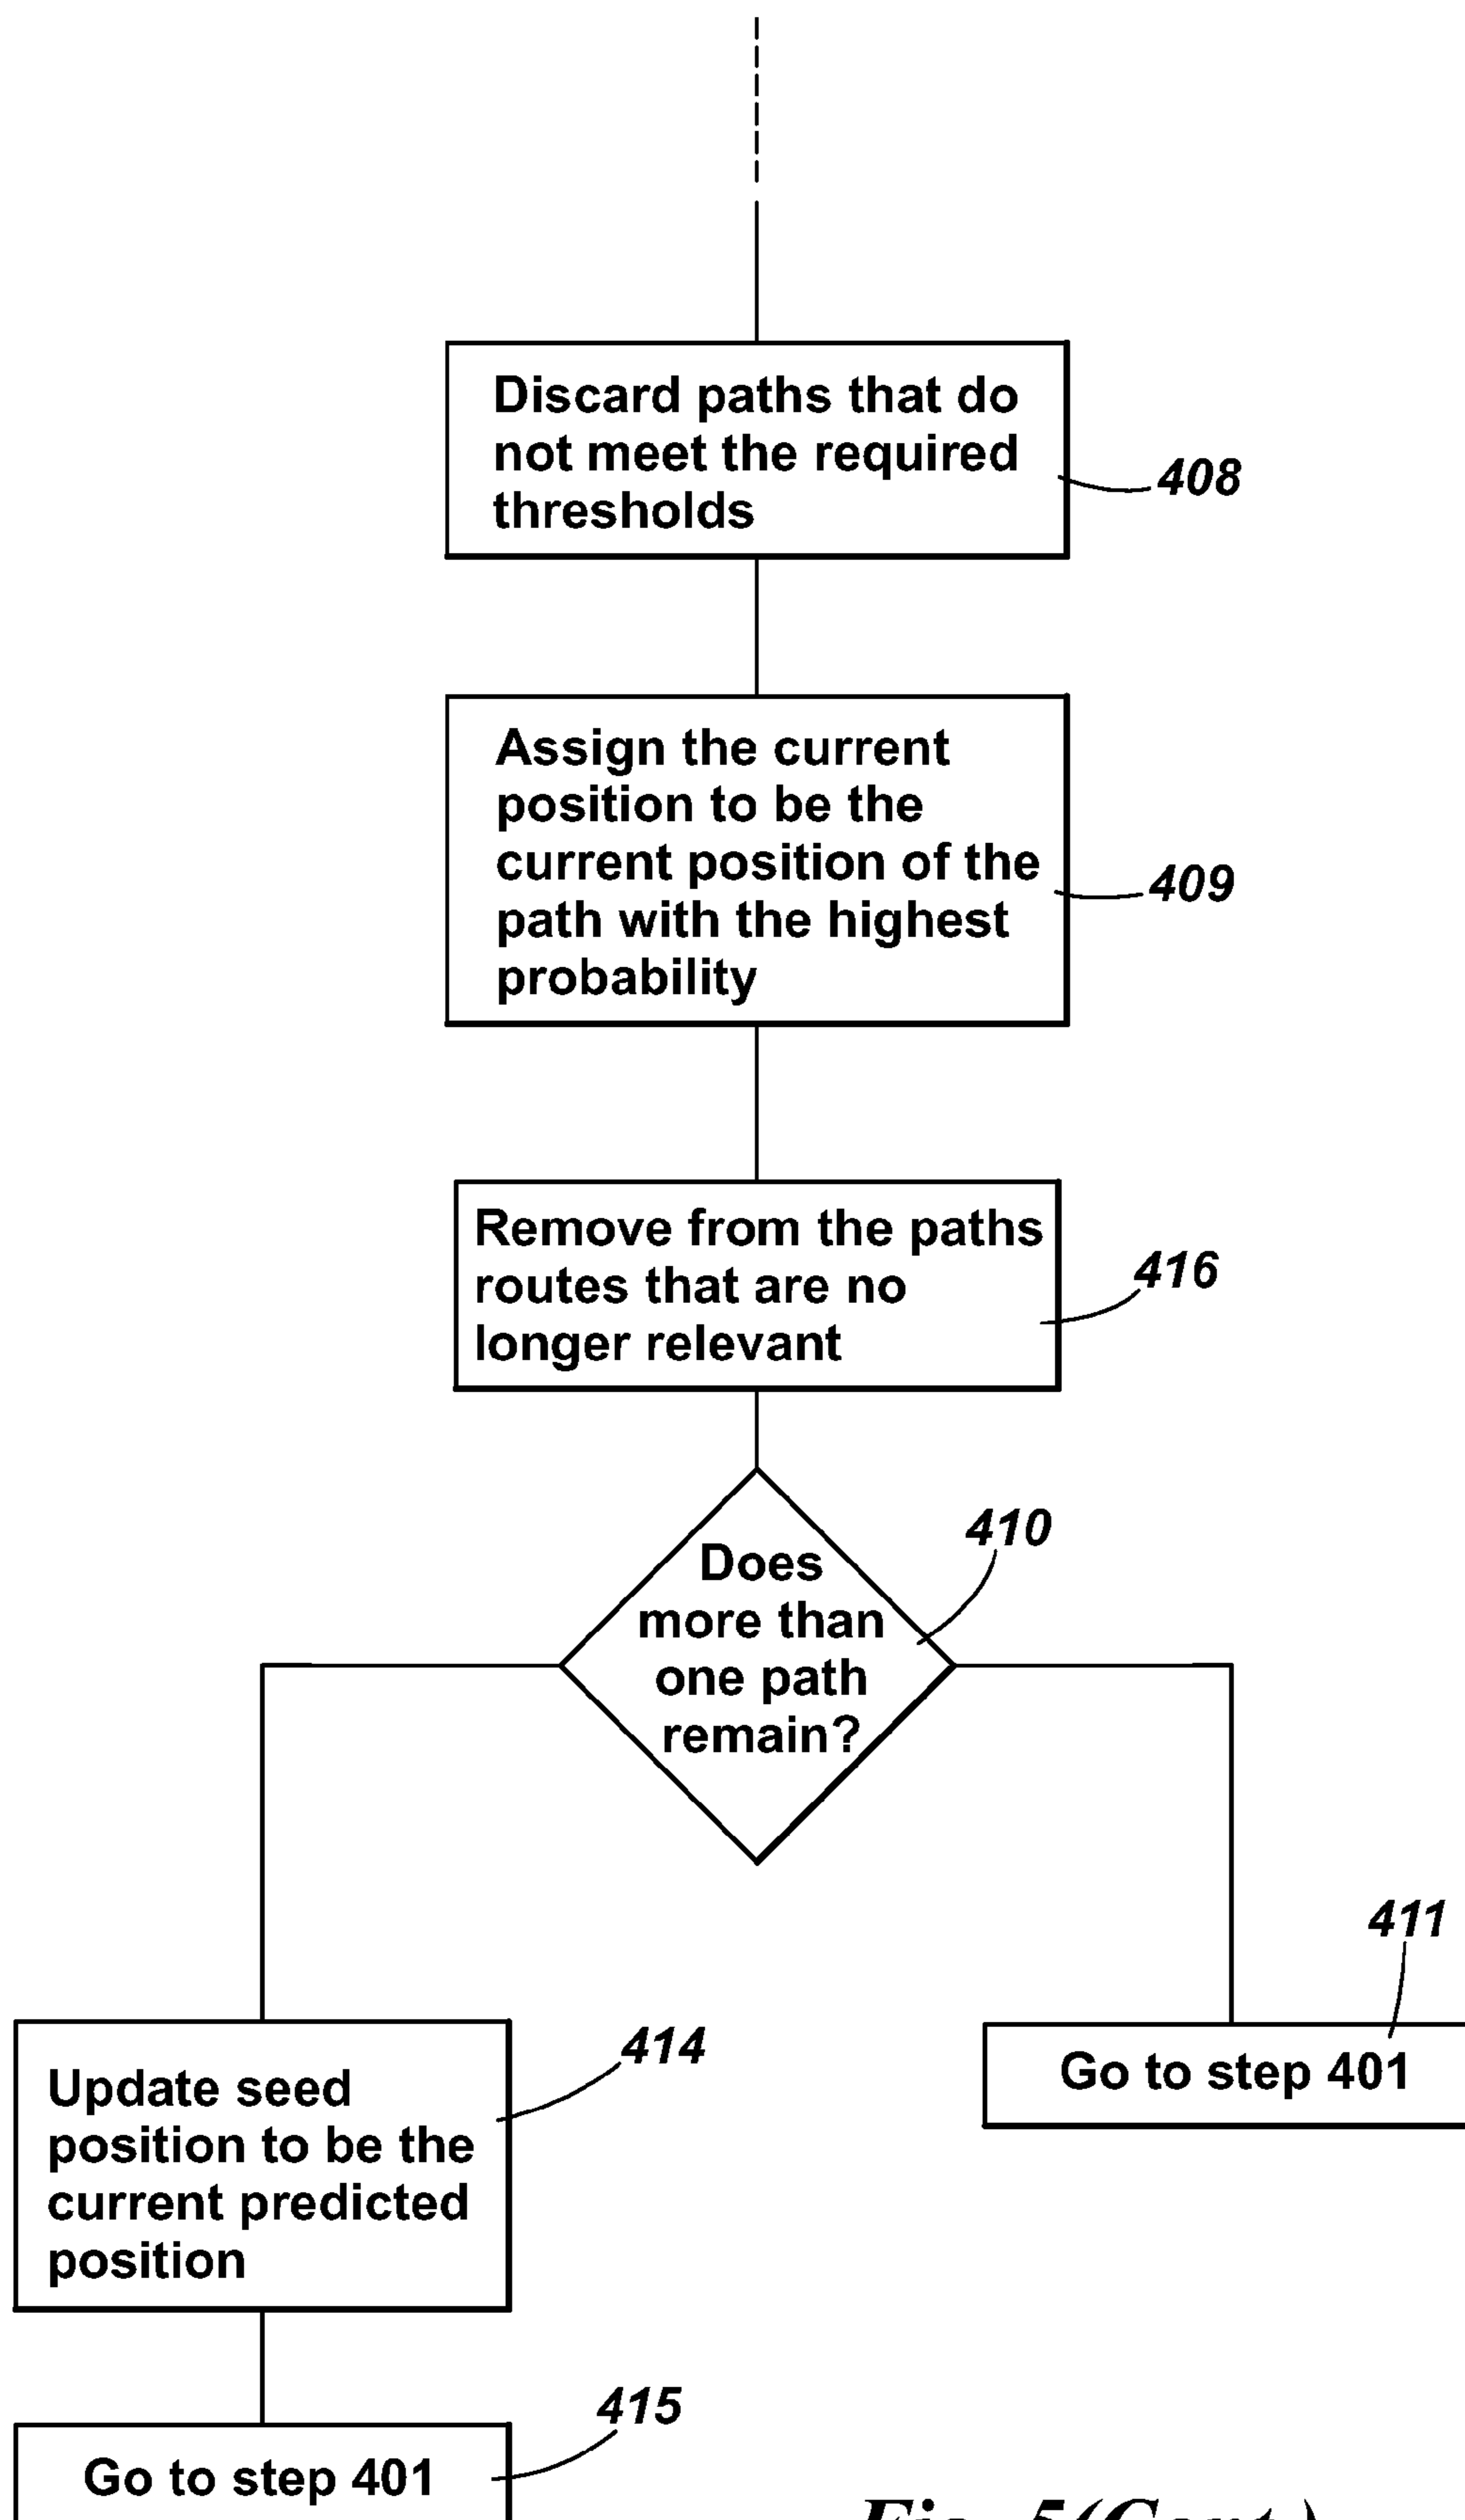 Discard paths that do
not meet the required
thresholds
408
Assign the current
position to be the
current position of the
path with the highest
probability
409
Remove from the paths
routes that are no
longer relevant
416
Does
more than
one path
remain?
410
411
Go to step 401
414
Update seed
position to be the
current predicted
position
415
Go to step 401
Fig. 5(Cont.)